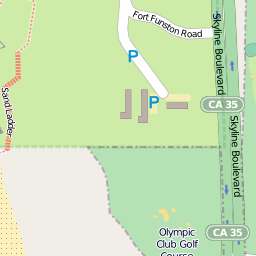 Fort Funston Road
Skyline Boulevard
P
P
CA 35
Sand Ladder
Skyline Boulevard
CA 35
Olympic
Club Golf
Course